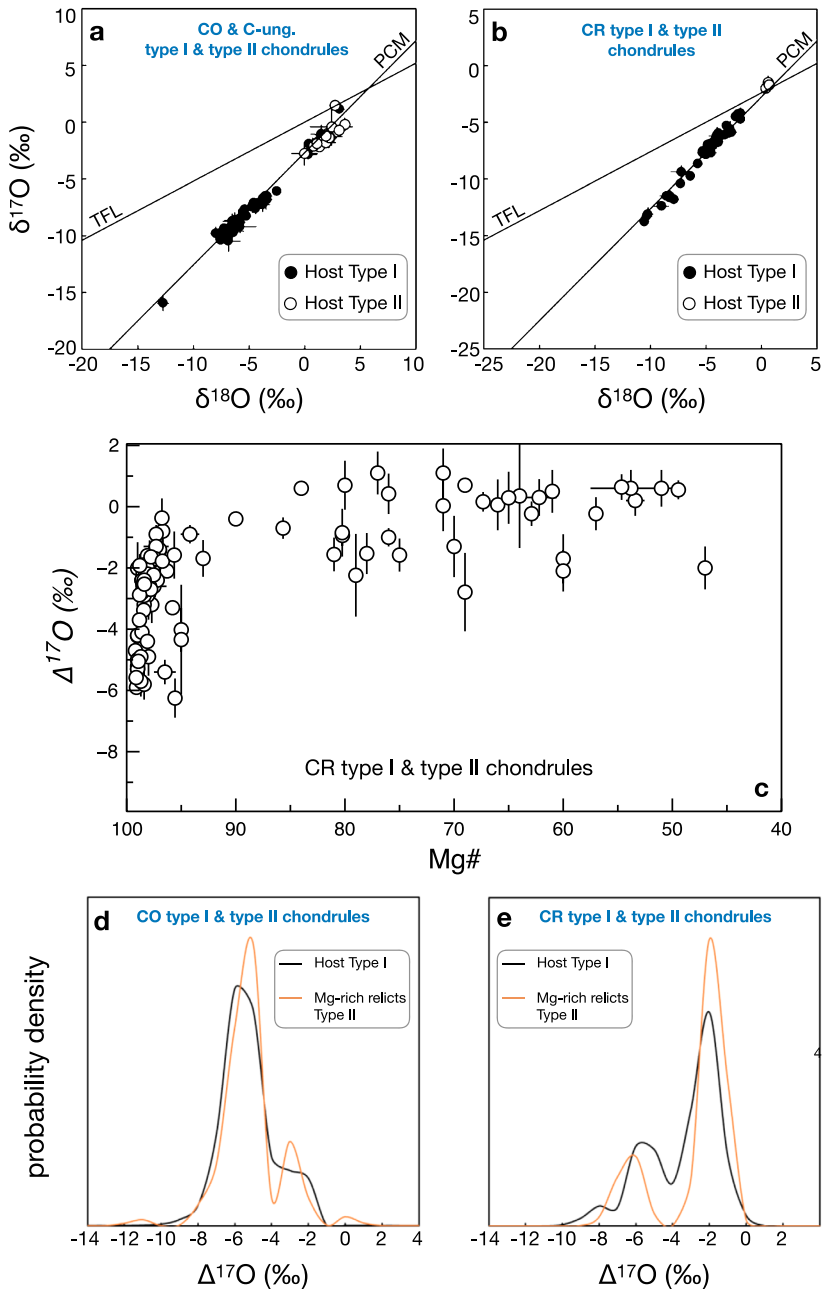 a
CO & C-ung.
type I & type II chondrules
PCM
TFL
Host Type I
Host Type II
10
5
0
-5
-10
-15
-20
-20 -15 -10 -5 0 5 10
δ¹⁷O (‰)
δ¹⁸O (‰)
b
CR type I & type II
chondrules
PCM
TFL
Host Type I
Host Type II
5
0
-5
-10
-15
-20
-25
-25 -20 -15 -10 -5 0 5
δ¹⁸O (‰)
2
0
−2
−4
−6
−8
Δ¹⁷O (‰)
CR type I & type II chondrules
c
100 90 80 70 60 50 40
Mg#
d
CO type I & type II chondrules
Host Type I
Mg-rich relicts
Type II
probability density
-14 -12 -10 -8 -6 -4 -2 0 2 4
Δ¹⁷O (‰)
e
CR type I & type II chondrules
Host Type I
Mg-rich relicts
Type II
4
-14 -12 -10 -8 -6 -4 -2 0 2
Δ¹⁷O (‰)